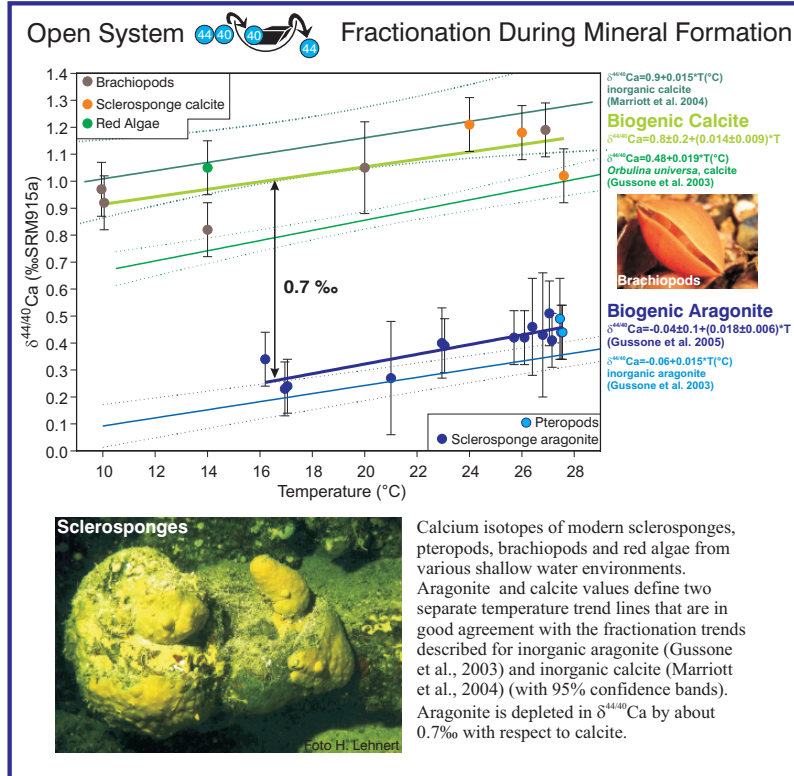 Open System 44 40 40 44 Fractionation During Mineral Formation
1.4
1.3
1.2
1.1
1.0
0.9
0.8
0.7
0.6
0.5
0.4
0.3
0.2
0.1
0.0
δ44/40Ca (‰SRM915a)
Brachiopods
Sclerosponge calcite
Red Algae
0.7 ‰
Pteropods
Sclerosponge aragonite
10 12 14 16 18 20 22 24 26 28
Temperature (°C)
δ44/40Ca=0.9+0.015*T(°C)
inorganic calcite
(Marriott et al. 2004)
Biogenic Calcite
δ44/40Ca=0.8±0.2+(0.014±0.009)*T
δ44/40Ca=0.48+0.019*T(°C)
Orbulina universa, calcite
(Gussone et al. 2003)
Brachiopods
Biogenic Aragonite
δ44/40Ca=-0.04±0.1+(0.018±0.006)*T
(Gussone et al. 2005)
δ44/40Ca=-0.06+0.015*T(°C)
inorganic aragonite
(Gussone et al. 2003)
Sclerosponges
Foto H. Lehnert
Calcium isotopes of modern sclerosponges,
pteropods, brachiopods and red algae from
various shallow water environments.
Aragonite and calcite values define two
separate temperature trend lines that are in
good agreement with the fractionation trends
described for inorganic aragonite (Gussone
et al., 2003) and inorganic calcite (Marriott
et al., 2004) (with 95% confidence bands).
Aragonite is depleted in δ44/40Ca by about
0.7‰ with respect to calcite.